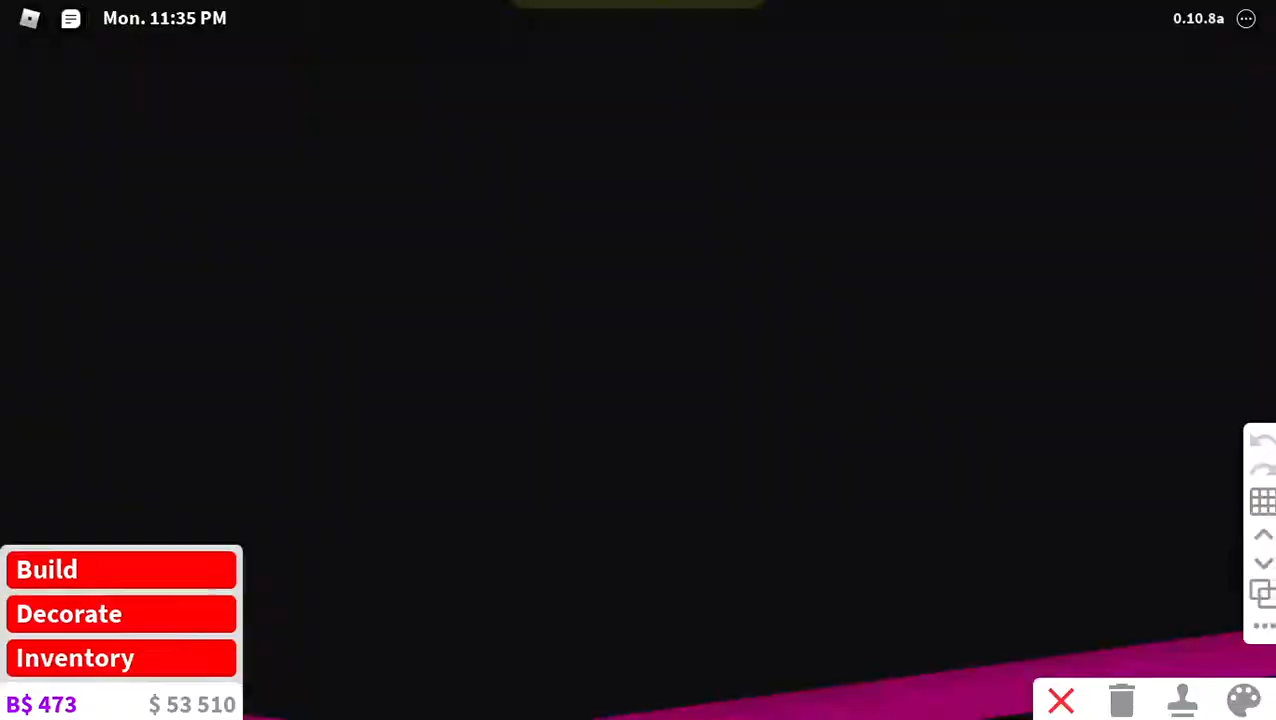 Mon. 11:35 PM
0.10.8a
Build
Decorate
Inventory
B$ 473
$ 53 510